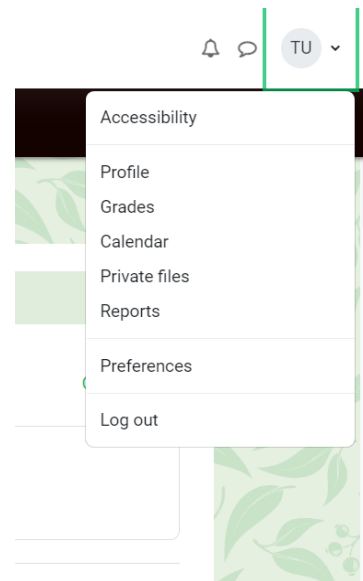 TU
Accessibility
Profile
Grades
Calendar
Private files
Reports
Preferences
Log out